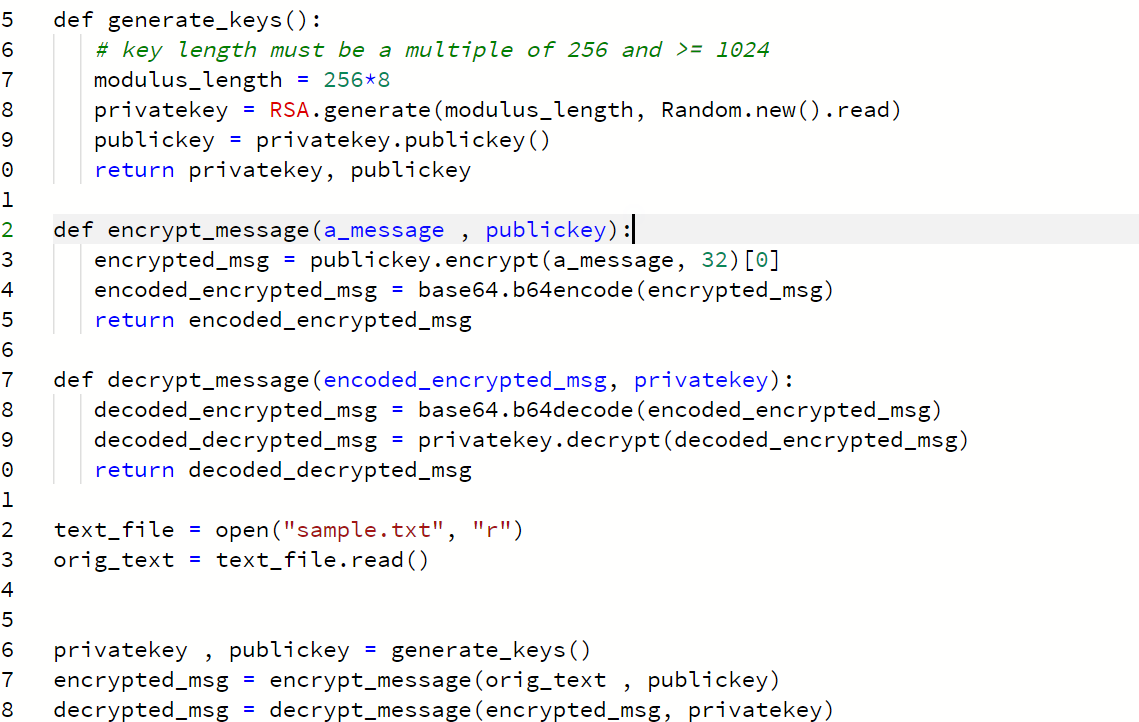 5 def generate_keys():
6 # key length must be a multiple of 256 and >= 1024
7 modulus_length = 256*8
8 privatekey = RSA.generate(modulus_length, Random.new().read)
9 publickey = privatekey.publickey()
0 return privatekey, publickey
1
2 def encrypt_message(a_message , publickey):
3 encrypted_msg = publickey.encrypt(a_message, 32)[0]
4 encoded_encrypted_msg = base64.b64encode(encrypted_msg)
5 return encoded_encrypted_msg
6
7 def decrypt_message(encoded_encrypted_msg, privatekey):
8 decoded_encrypted_msg = base64.b64decode(encoded_encrypted_msg)
9 decoded_decrypted_msg = privatekey.decrypt(decoded_encrypted_msg)
0 return decoded_decrypted_msg
1
2 text_file = open("sample.txt", "r")
3 orig_text = text_file.read()
4
5
6 privatekey , publickey = generate_keys()
7 encrypted_msg = encrypt_message(orig_text , publickey)
8 decrypted_msg = decrypt_message(encrypted_msg, privatekey)